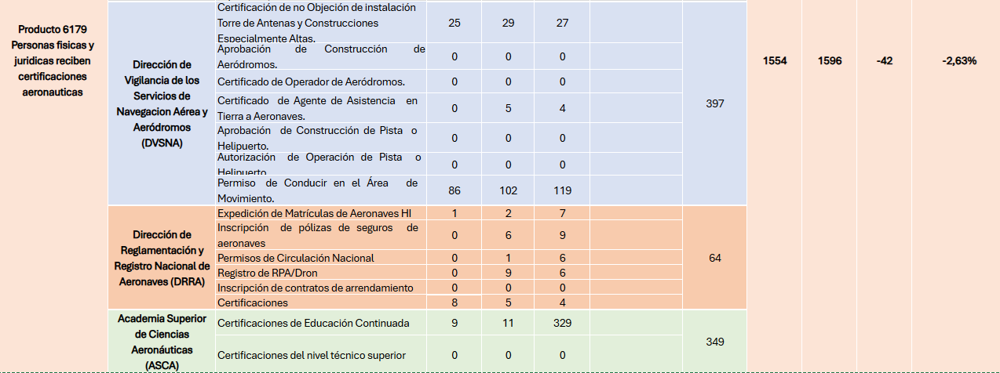 Producto 6179
Personas fisicas y
juridicas reciben
certificaciones
aeronauticas
Dirección de
Vigilancia de los
Servicios de
Navegacion Aérea y
Aeródromos
(DVSNA)
Certificación de no Objeción de instalación
Torre de Antenas y Construcciones
Especialmente Altas.
25 29 27
Aprobación de Construcción de
Aeródromos.
0 0 0
Certificado de Operador de Aeródromos.
0 0 0
Certificado de Agente de Asistencia en
Tierra a Aeronaves.
0 5 4
Aprobación de Construcción de Pista o
Helipuerto.
0 0 0
Autorización de Operación de Pista o
Helipuerto
0 0 0
Permiso de Conducir en el Área de
Movimiento.
86 102 119
397
Dirección de
Reglamentación y
Registro Nacional de
Aeronaves (DRRA)
Expedición de Matrículas de Aeronaves HI
1 2 7
Inscripción de pólizas de seguros de
aeronaves
0 6 9
Permisos de Circulación Nacional
0 1 6
Registro de RPA/Dron
0 9 6
Inscripción de contratos de arrendamiento
0 0 0
Certificaciones
8 5 4
64
Academia Superior
de Ciencias
Aeronáuticas
(ASCA)
Certificaciones de Educación Continuada
9 11 329
Certificaciones del nivel técnico superior
0 0 0
349
1554 1596 -42 -2,63%